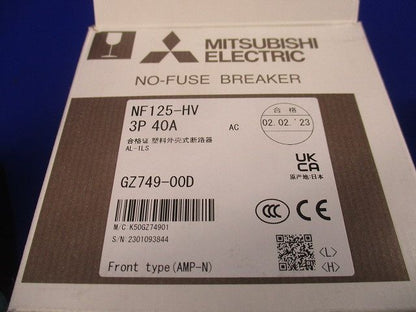 MITSUBISHI
ELECTRIC
NO-FUSE BREAKER
NF125-HV
3P 40A
AC
合格
02.02.'23
合格证 塑料外壳式断路器
AL-1LS
UK
CA
原产地/日本
GZ749-00D
CCC
CE
M/C K50GZ74901
S/N 2301093844
Front type(AMP-N)
<L>
<H>